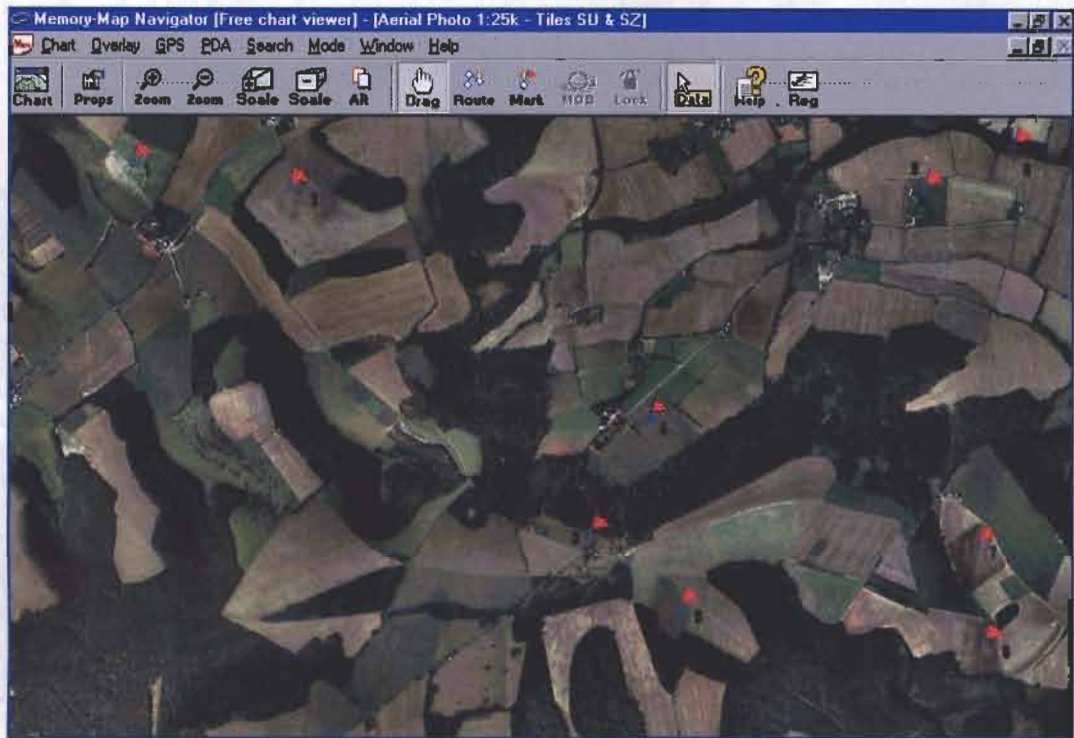 Memory-Map Navigator [Free chart viewer] - [Aerial Photo 1:25k - Tiles SU & SZ]
Chart Overlay GPS PDA Search Mode Window Help
Chart Props Zoom Zoom Scale Scale All Drag Route Mark MOB Lock Data Help Reg